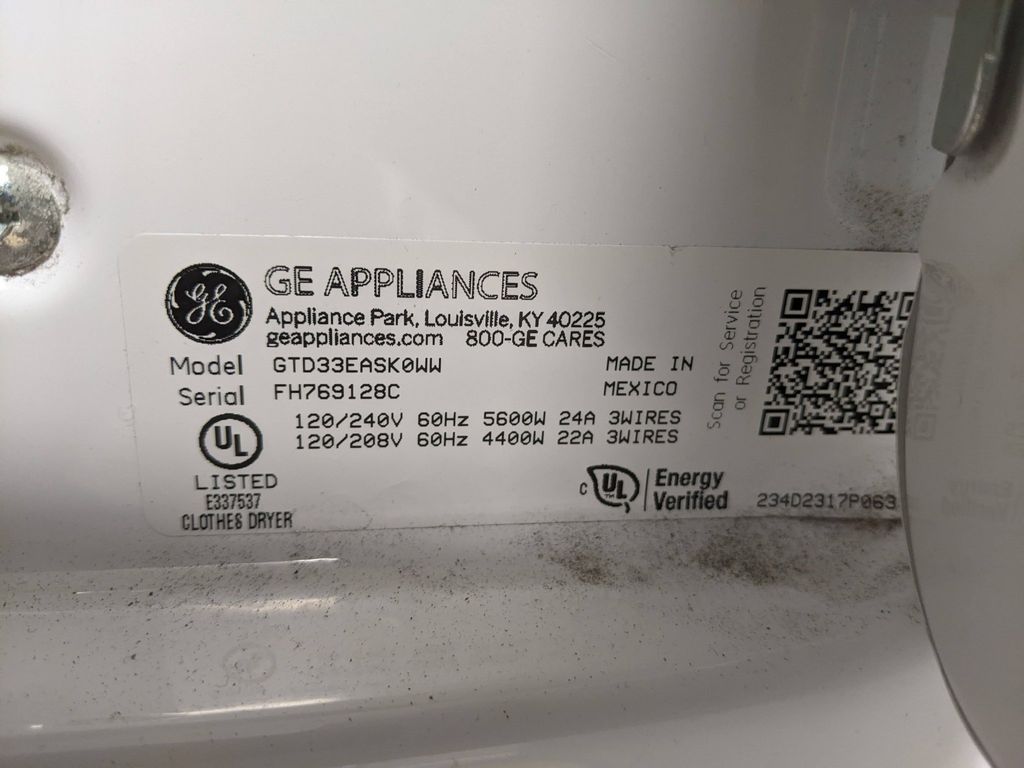 GE
GE APPLIANCES
Appliance Park, Louisville, KY 40225
geappliances.com 800-GE CARES
Model GTD33EASK0WW MADE IN
Serial FH769128C MEXICO
120/240V 60Hz 5600W 24A 3WIRES
120/208V 60Hz 4400W 22A 3WIRES
UL
LISTED
E337537
CLOTHES DRYER
C UL TM Energy
Verified
234D2317P063
Scan for Service
or Registration